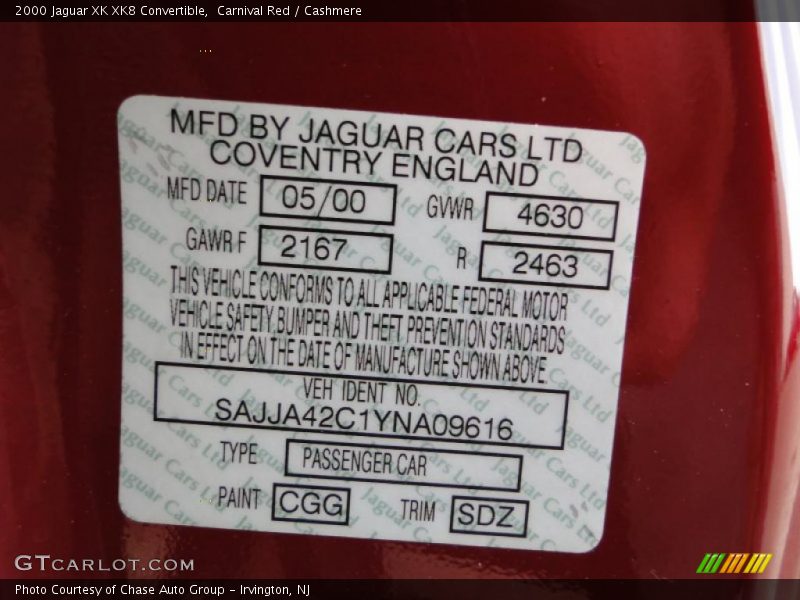 2000 Jaguar XK XK8 Convertible,  Carnival Red / Cashmere
MFD BY JAGUAR CARS LTD
COVENTRY ENGLAND
MFD DATE 05/00 GVWR 4630
GAWR F 2167 R 2463
THIS VEHICLE CONFORMS TO ALL APPLICABLE FEDERAL MOTOR
VEHICLE SAFETY, BUMPER AND THEFT PREVENTION STANDARDS
IN EFFECT ON THE DATE OF MANUFACTURE SHOWN ABOVE.
VEH IDENT NO.
SAJJA42C1YNA09616
TYPE PASSENGER CAR
PAINT CGG TRIM SDZ
GTCARLOT.COM
Photo Courtesy of Chase Auto Group - Irvington, NJ